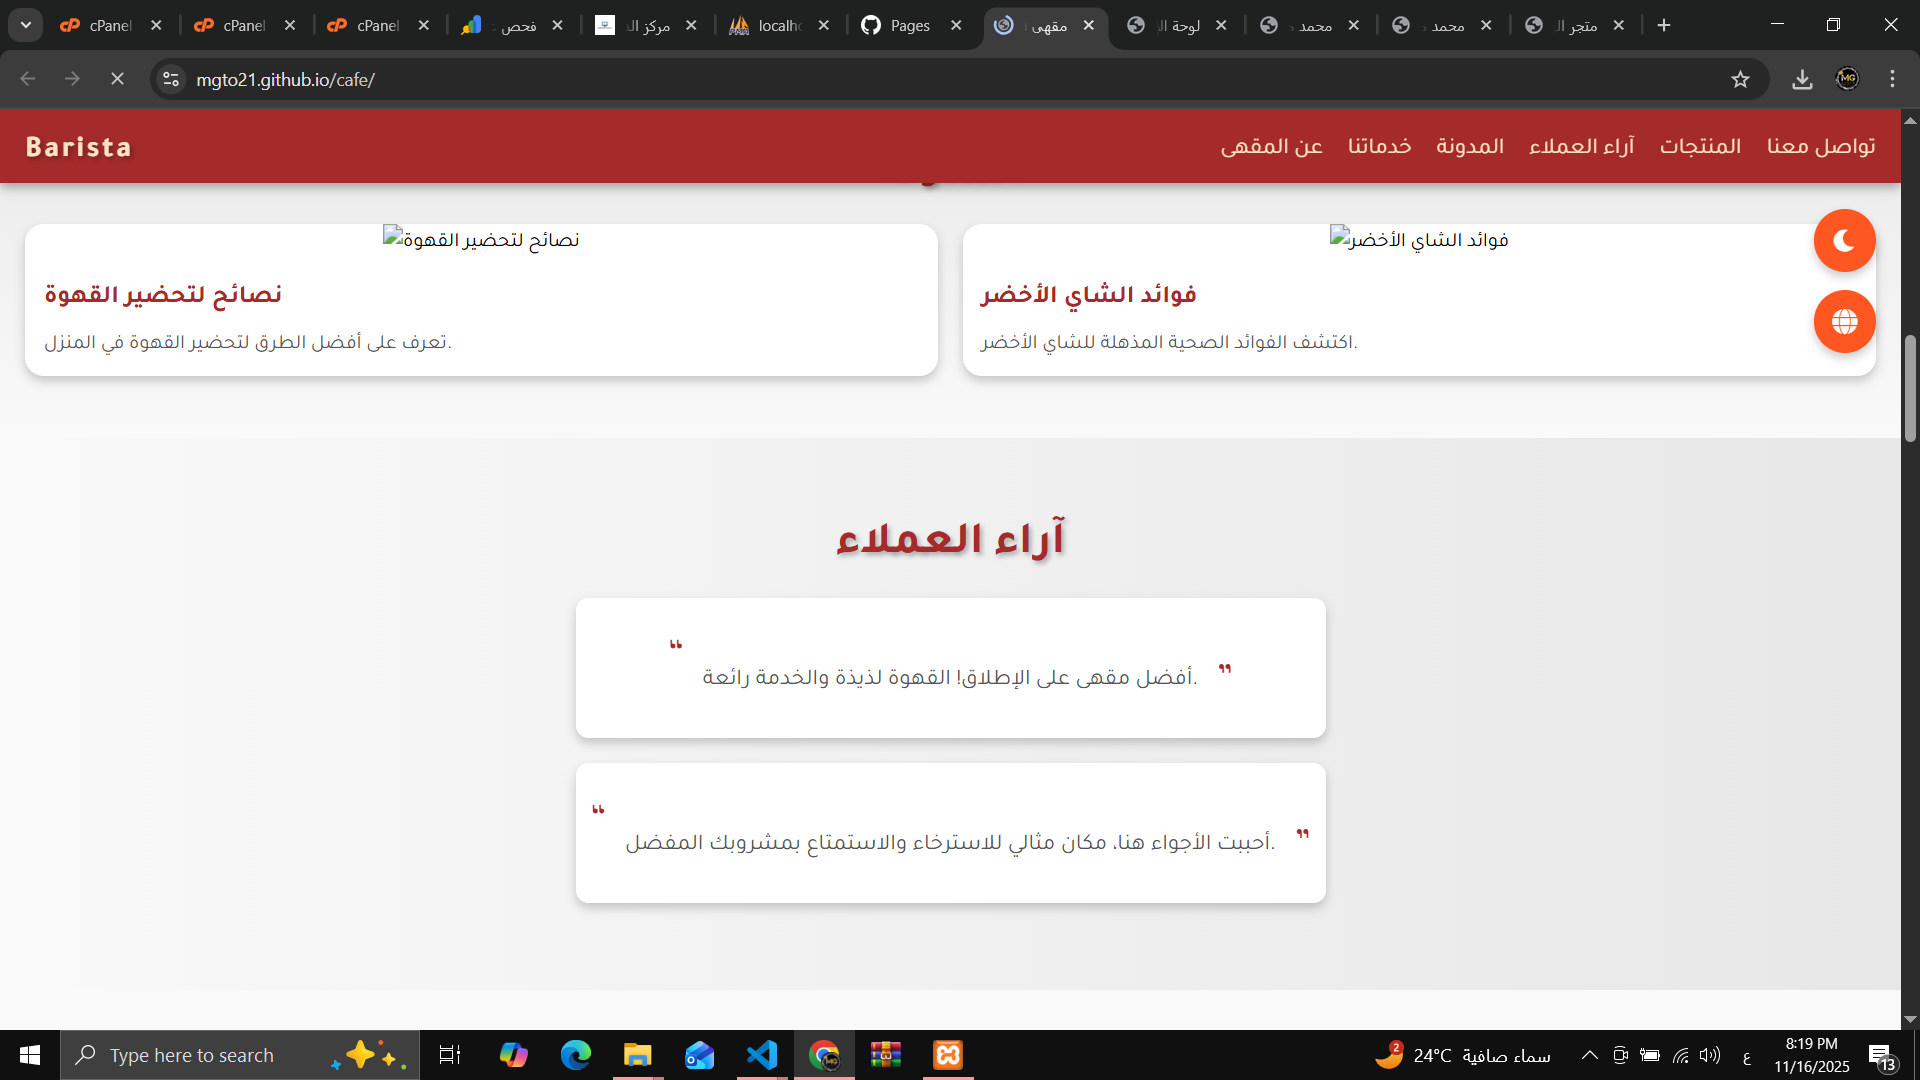 cPanel
cPanel
cPanel
فحص
مركز
localho
Pages
مقهى
لوحة
محمد
محمد
متجر
mgto21.github.io/cafe/
Barista
عن المقهى
خدماتنا
المدونة
آراء العملاء
المنتجات
تواصل معنا
نصائح لتحضير القهوة
نصائح لتحضير القهوة
تعرف على أفضل الطرق لتحضير القهوة في المنزل.
فوائد الشاي الأخضر
فوائد الشاي الأخضر
اكتشف الفوائد الصحية المذهلة للشاي الأخضر.
آراء العملاء
❝ أفضل مقهى على الإطلاق! القهوة لذيذة والخدمة رائعة. ❞
❝ أحببت الأجواء هنا، مكان مثالي للاسترخاء والاستمتاع بمشروبك المفضل. ❞
Type here to search
2
24°C سماء صافية
ع
8:19 PM
11/16/2025
13